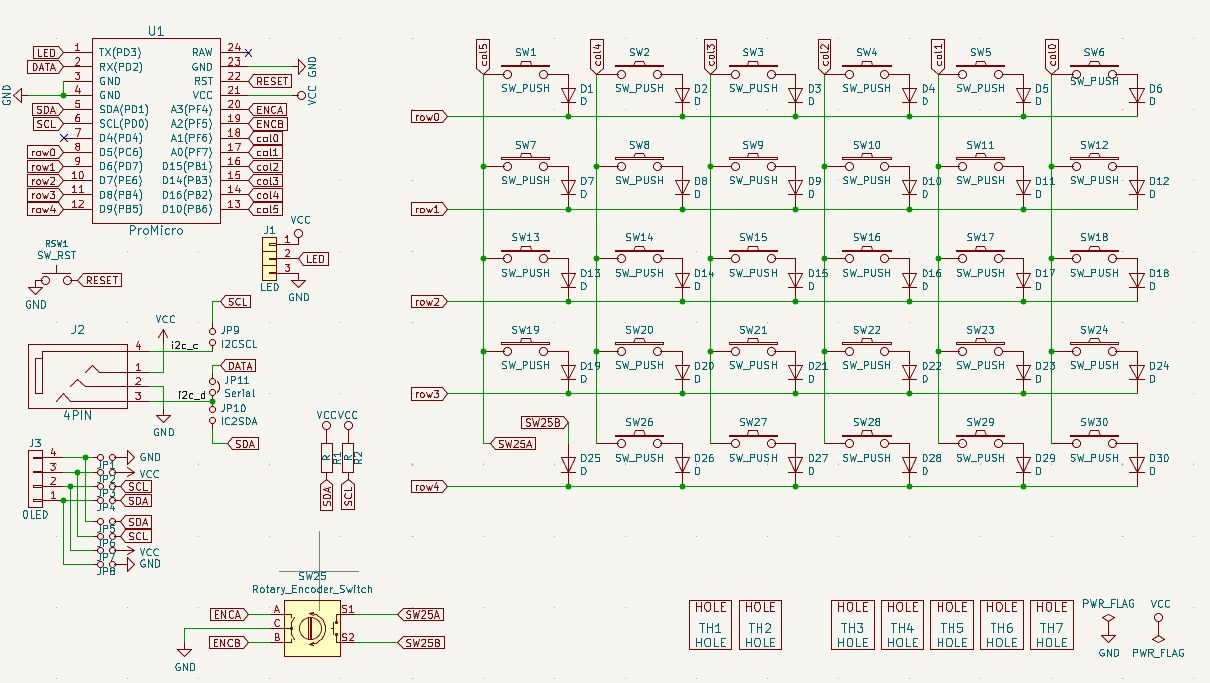 U1
LED 1 TX(PD3) RAW 24
DATA 2 RX(PD2) GND 23 GND
3 GND RST 22 RESET
GND 4 GND VCC 21 VCC
SDA 5 SDA(PD1) A3(PF4) 20 ENCA
SCL 6 SCL(PD0) A2(PF5) 19 ENCB
7 D4(PD4) A1(PF6) 18 col0
row0 8 D5(PC6) A0(PF7) 17 col1
row1 9 D6(PD7) D15(PB1) 16 col2
row2 10 D7(PE6) D14(PB3) 15 col3
row3 11 D8(PB4) D16(PB2) 14 col4
row4 12 D9(PB5) D10(PB6) 13 col5
ProMicro
RSW1
SW_RST
RESET
GND
J1
VCC
1
2 LED
3
LED GND
J2
VCC
SCL
JP9
I2CSCL
4 i2c_c
1
2
3 i2c_d
4PIN
GND
DATA
JP11
Serial
JP10
IC2SDA
SDA
J3
4 JP1 GND
3 JP2 VCC
2 JP3 SCL
1 JP4 SDA
OLED
JP5 SDA
JP6 SCL
JP7 VCC
JP8 GND
VCC VCC
R R1 R R2
SDA SCL
SW25
Rotary_Encoder_Switch
ENCA A S1 SW25A
C
ENCB B S2 SW25B
GND
col5 col4 col3 col2 col1 col0
SW1 SW2 SW3 SW4 SW5 SW6
SW_PUSH SW_PUSH SW_PUSH SW_PUSH SW_PUSH SW_PUSH
D1 D2 D3 D4 D5 D6
D D D D D D
row0
SW7 SW8 SW9 SW10 SW11 SW12
SW_PUSH SW_PUSH SW_PUSH SW_PUSH SW_PUSH SW_PUSH
D7 D8 D9 D10 D11 D12
D D D D D D
row1
SW13 SW14 SW15 SW16 SW17 SW18
SW_PUSH SW_PUSH SW_PUSH SW_PUSH SW_PUSH SW_PUSH
D13 D14 D15 D16 D17 D18
D D D D D D
row2
SW19 SW20 SW21 SW22 SW23 SW24
SW_PUSH SW_PUSH SW_PUSH SW_PUSH SW_PUSH SW_PUSH
D19 D20 D21 D22 D23 D24
D D D D D D
row3
SW25B SW26 SW27 SW28 SW29 SW30
SW25A
SW_PUSH SW_PUSH SW_PUSH SW_PUSH SW_PUSH
D25 D26 D27 D28 D29 D30
D D D D D D
row4
HOLE HOLE HOLE HOLE HOLE HOLE HOLE
TH1 TH2 TH3 TH4 TH5 TH6 TH7
HOLE HOLE HOLE HOLE HOLE HOLE HOLE
PWR_FLAG VCC
GND PWR_FLAG